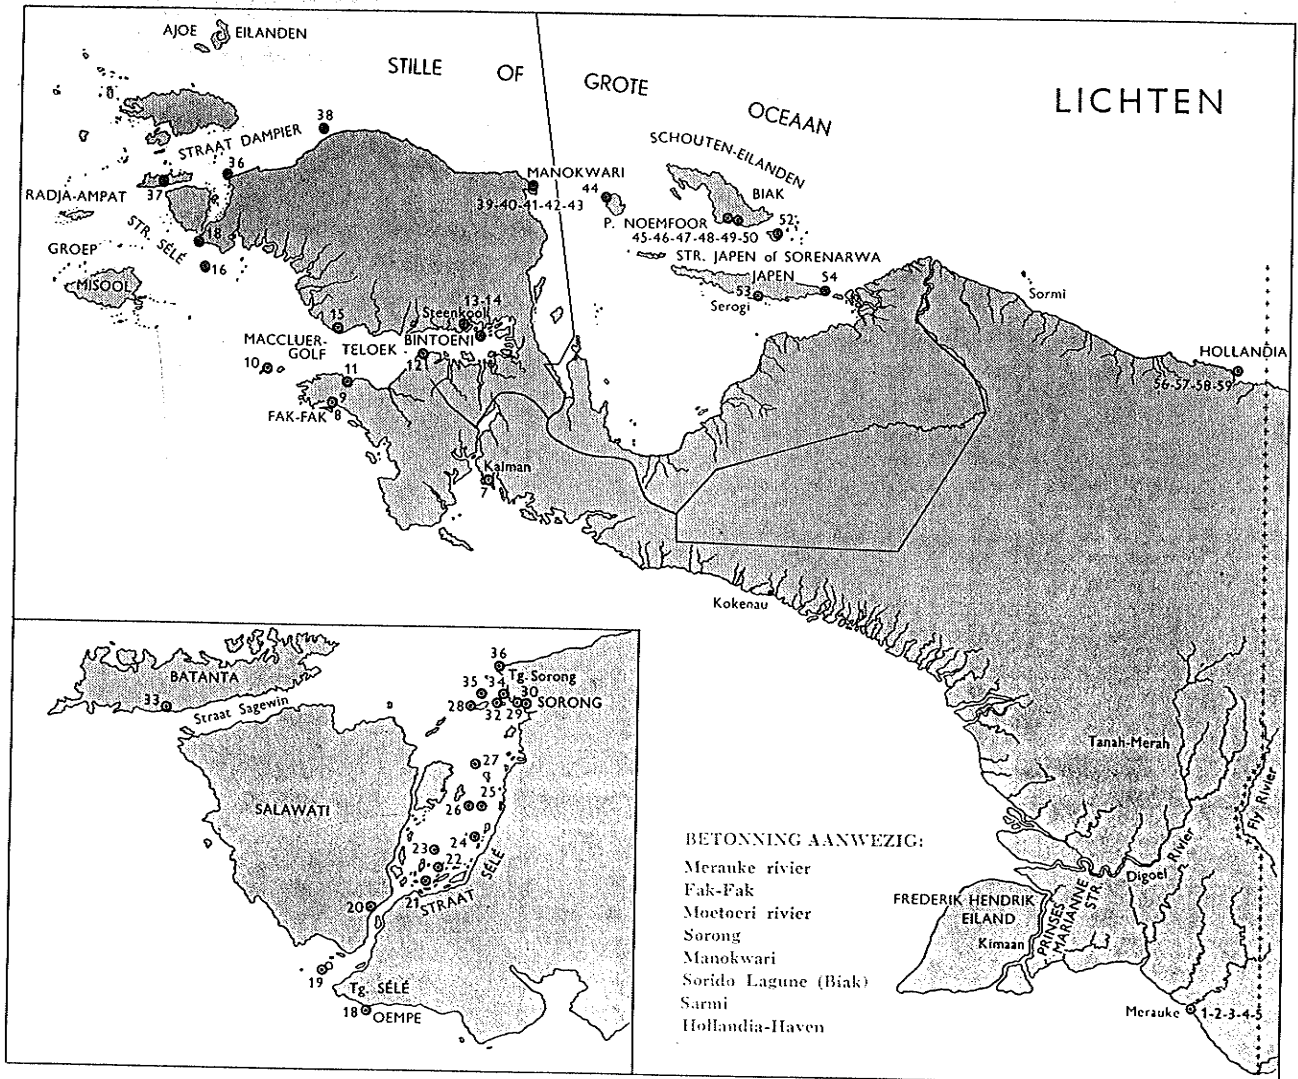 AJOE EILANDEN
STILLE OF GROTE OCEAAN
LICHTEN
38
STRAAT DAMPIER
36
SCHOUTEN-EILANDEN
MANOKWARI
44
BIAK
37
RADJA-AMPAT
39-40-41-42-43
P. NOEMFOOR
52
45-46-47-48-49-50
STR. SÉLÉ
18
GROEP
16
STR. JAPEN of SORENARWA
JAPEN
54
53
Serogi
MISOOL
Sormi
13-14
Steenkool
15
MACCLUER-
GOLF
TELOEK BINTOENI
12
10
11
9
FAK-FAK 8
HOLLANDIA
56-57-58-59
Kaiman
7
Kokenau
36
BATANTA
Tg. Sorong
35
34
30
33
Straat Sagewin
28
32
29
SORONG
27
SALAWATI
26
25
24
23
22
21
STRAAT SÉLÉ
20
19
Tg. SÉLÉ
18
OEMPE
Tanah-Merah
Fly Rivier
Digoel Rivier
BETONNING AANWEZIG:
Merauke rivier
Fak-Fak
Moetoeri rivier
Sorong
Manokwari
Sorido Lagune (Biak)
Sarmi
Hollandia-Haven
FREDERIK HENDRIK
EILAND
PRINSES
MARIANNE
STR.
Kimaan
Merauke
1-2-3-4-5